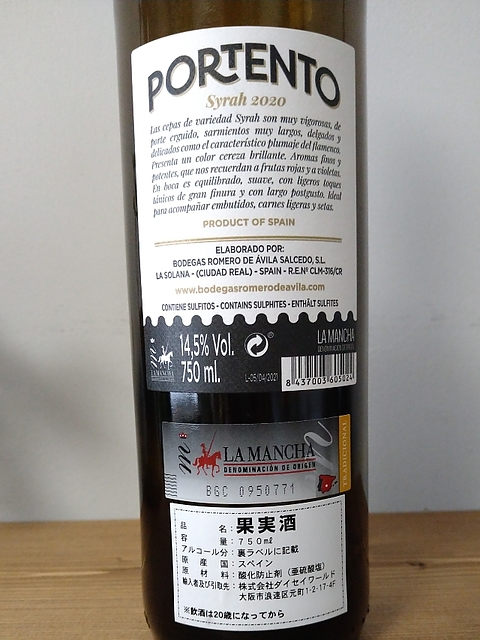 PORTENTO
Syrah 2020
Las cepas de variedad Syrah son muy vigorosas, de
porte erguido, sarmientos muy largos, delgados y
delicados como el característico plumaje del flamenco.
Presenta un color cereza brillante. Aromas finos y
potentes, que nos recuerdan a frutas rojas y a violetas.
En boca es equilibrado, suave, con ligeros toques
tánicos de gran finura y con largo postgusto. Ideal
para acompañar embutidos, carnes ligeras y setas.
PRODUCT OF SPAIN
ELABORADO POR:
BODEGAS ROMERO DE ÁVILA SALCEDO, S.L.
LA SOLANA - (CIUDAD REAL) - SPAIN - R.E.Nº CLM-316/CR
www.bodegasromerodeavila.com
CONTIENE SULFITOS - CONTAINS SULPHITES - ENTHÄLT SULFITES
14,5% Vol.
750 ml.
L-05/04/2021
LA MANCHA
DENOMINACIÓN DE ORIGEN
8 437003 605024
m
LA MANCHA
m
LA MANCHA
DENOMINACIÓN DE ORIGEN
BGC 0950771
TRADICIONAL
品名:果実酒
容量:750㎖
アルコール分:裏ラベルに記載
原産国:スペイン
原材料:酸化防止剤(亜硫酸塩)
輸入者及び引取先:株式会社ダイセイワールド
大阪市浪速区元町1-2-17-4F
※飲酒は20歳になってから